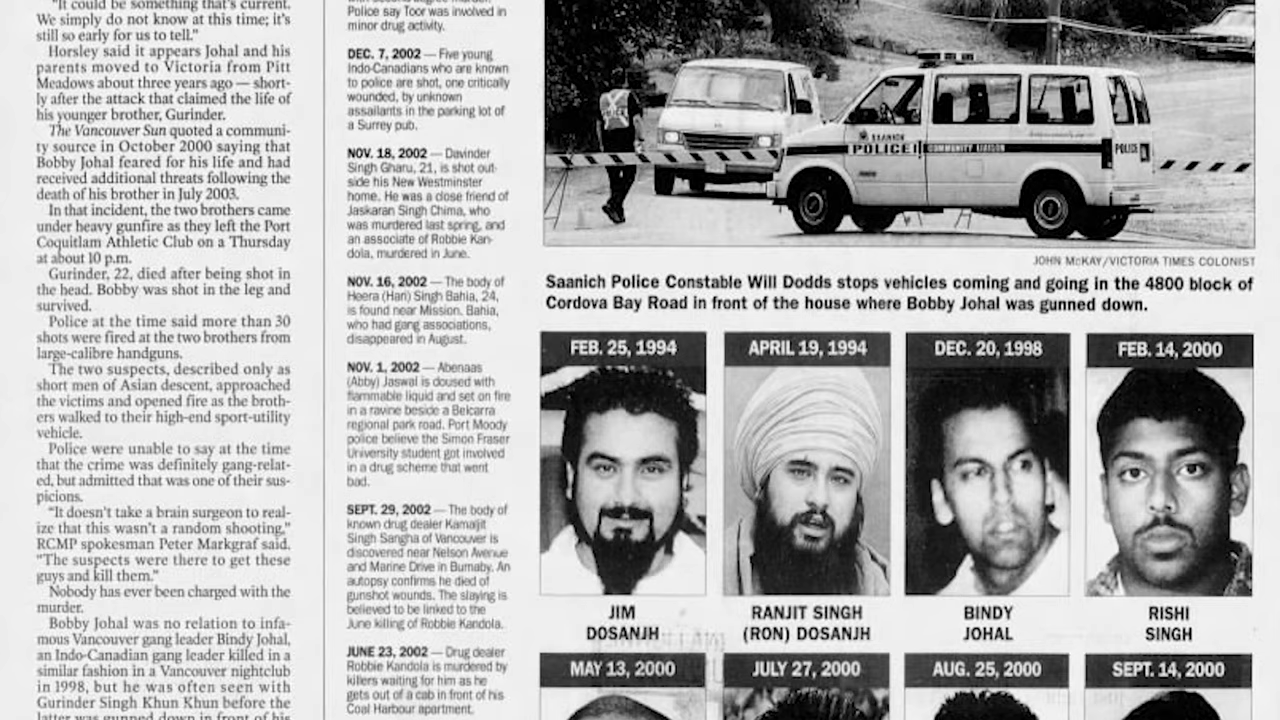 "It could be something that's current.
We simply do not know at this time; it's
still so early for us to tell."
Horsley said it appears Johal and his
parents moved to Victoria from Pitt
Meadows about three years ago — short-
ly after the attack that claimed the life of
his younger brother, Gurinder.
The Vancouver Sun quoted a communi-
ty source in October 2000 saying that
Bobby Johal feared for his life and had
received additional threats following the
death of his brother in July 2003.
In that incident, the two brothers came
under heavy gunfire as they left the Port
Coquitlam Athletic Club on a Thursday
at about 10 p.m.
Gurinder, 22, died after being shot in
the head. Bobby was shot in the leg and
survived.
Police at the time said more than 30
shots were fired at the two brothers from
large-calibre handguns.
The two suspects, described only as
short men of Asian descent, approached
the victims and opened fire as the broth-
ers walked to their high-end sport-utility
vehicle.
Police were unable to say at the time
that the crime was definitely gang-relat-
ed, but admitted that was one of their sus-
picions.
"It doesn't take a brain surgeon to real-
ize that this wasn't a random shooting,"
RCMP spokesman Peter Markgraf said.
"The suspects were there to get these
guys and kill them."
Nobody has ever been charged with the
murder.
Bobby Johal was no relation to infa-
mous Vancouver gang leader Bindy Johal,
an Indo-Canadian gang leader killed in a
similar fashion in a Vancouver nightclub
in 1998, but he was often seen with
Gurinder Singh Khun Khun before the
latter was gunned down in front of his
Police say Toor was involved in
minor drug activity.
DEC. 7, 2002 — Five young
Indo-Canadians who are known
to police are shot, one critically
wounded, by unknown
assailants in the parking lot of
a Surrey pub.
NOV. 18, 2002 — Davinder
Singh Gharu, 21, is shot out-
side his New Westminster
home. He was a close friend of
Jaskaran Singh Chima, who
was murdered last spring, and
an associate of Robbie Kan-
dola, murdered in June.
NOV. 16, 2002 — The body of
Heera (Hari) Singh Bahia, 24,
is found near Mission. Bahia,
who had gang associations,
disappeared in August.
NOV. 1, 2002 — Abenaas
(Abby) Jaswal is doused with
flammable liquid and set on fire
in a ravine beside a Belcarra
regional park road. Port Moody
police believe the Simon Fraser
University student got involved
in a drug scheme that went
bad.
SEPT. 29, 2002 — The body of
known drug dealer Kamaljit
Singh Sangha of Vancouver is
discovered near Nelson Avenue
and Marine Drive in Burnaby. An
autopsy confirms he died of
gunshot wounds. The slaying is
believed to be linked to the
June killing of Robbie Kandola.
JUNE 23, 2002 — Drug dealer
Robbie Kandola is murdered by
killers waiting for him as he
gets out of a cab in front of his
Coal Harbour apartment.
SAANICH
POLICE COMMUNITY LIAISON
POLICE
JOHN McKAY/VICTORIA TIMES COLONIST
Saanich Police Constable Will Dodds stops vehicles coming and going in the 4800 block of
Cordova Bay Road in front of the house where Bobby Johal was gunned down.
FEB. 25, 1994
APRIL 19, 1994
DEC. 20, 1998
FEB. 14, 2000
JIM
DOSANJH
RANJIT SINGH
(RON) DOSANJH
BINDY
JOHAL
RISHI
SINGH
MAY 13, 2000
JULY 27, 2000
AUG. 25, 2000
SEPT. 14, 2000